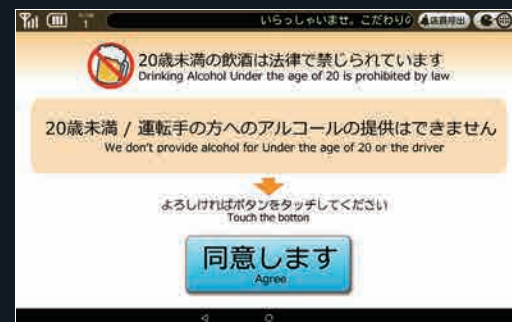 1
いらっしゃいませ。こだわり
店員呼出
20歳未満の飲酒は法律で禁じられています
Drinking Alcohol Under the age of 20 is prohibited by law
20歳未満 / 運転手の方へのアルコールの提供はできません
We don't provide alcohol for Under the age of 20 or the driver
よろしければボタンをタッチしてください
Touch the botton
同意します
Agree